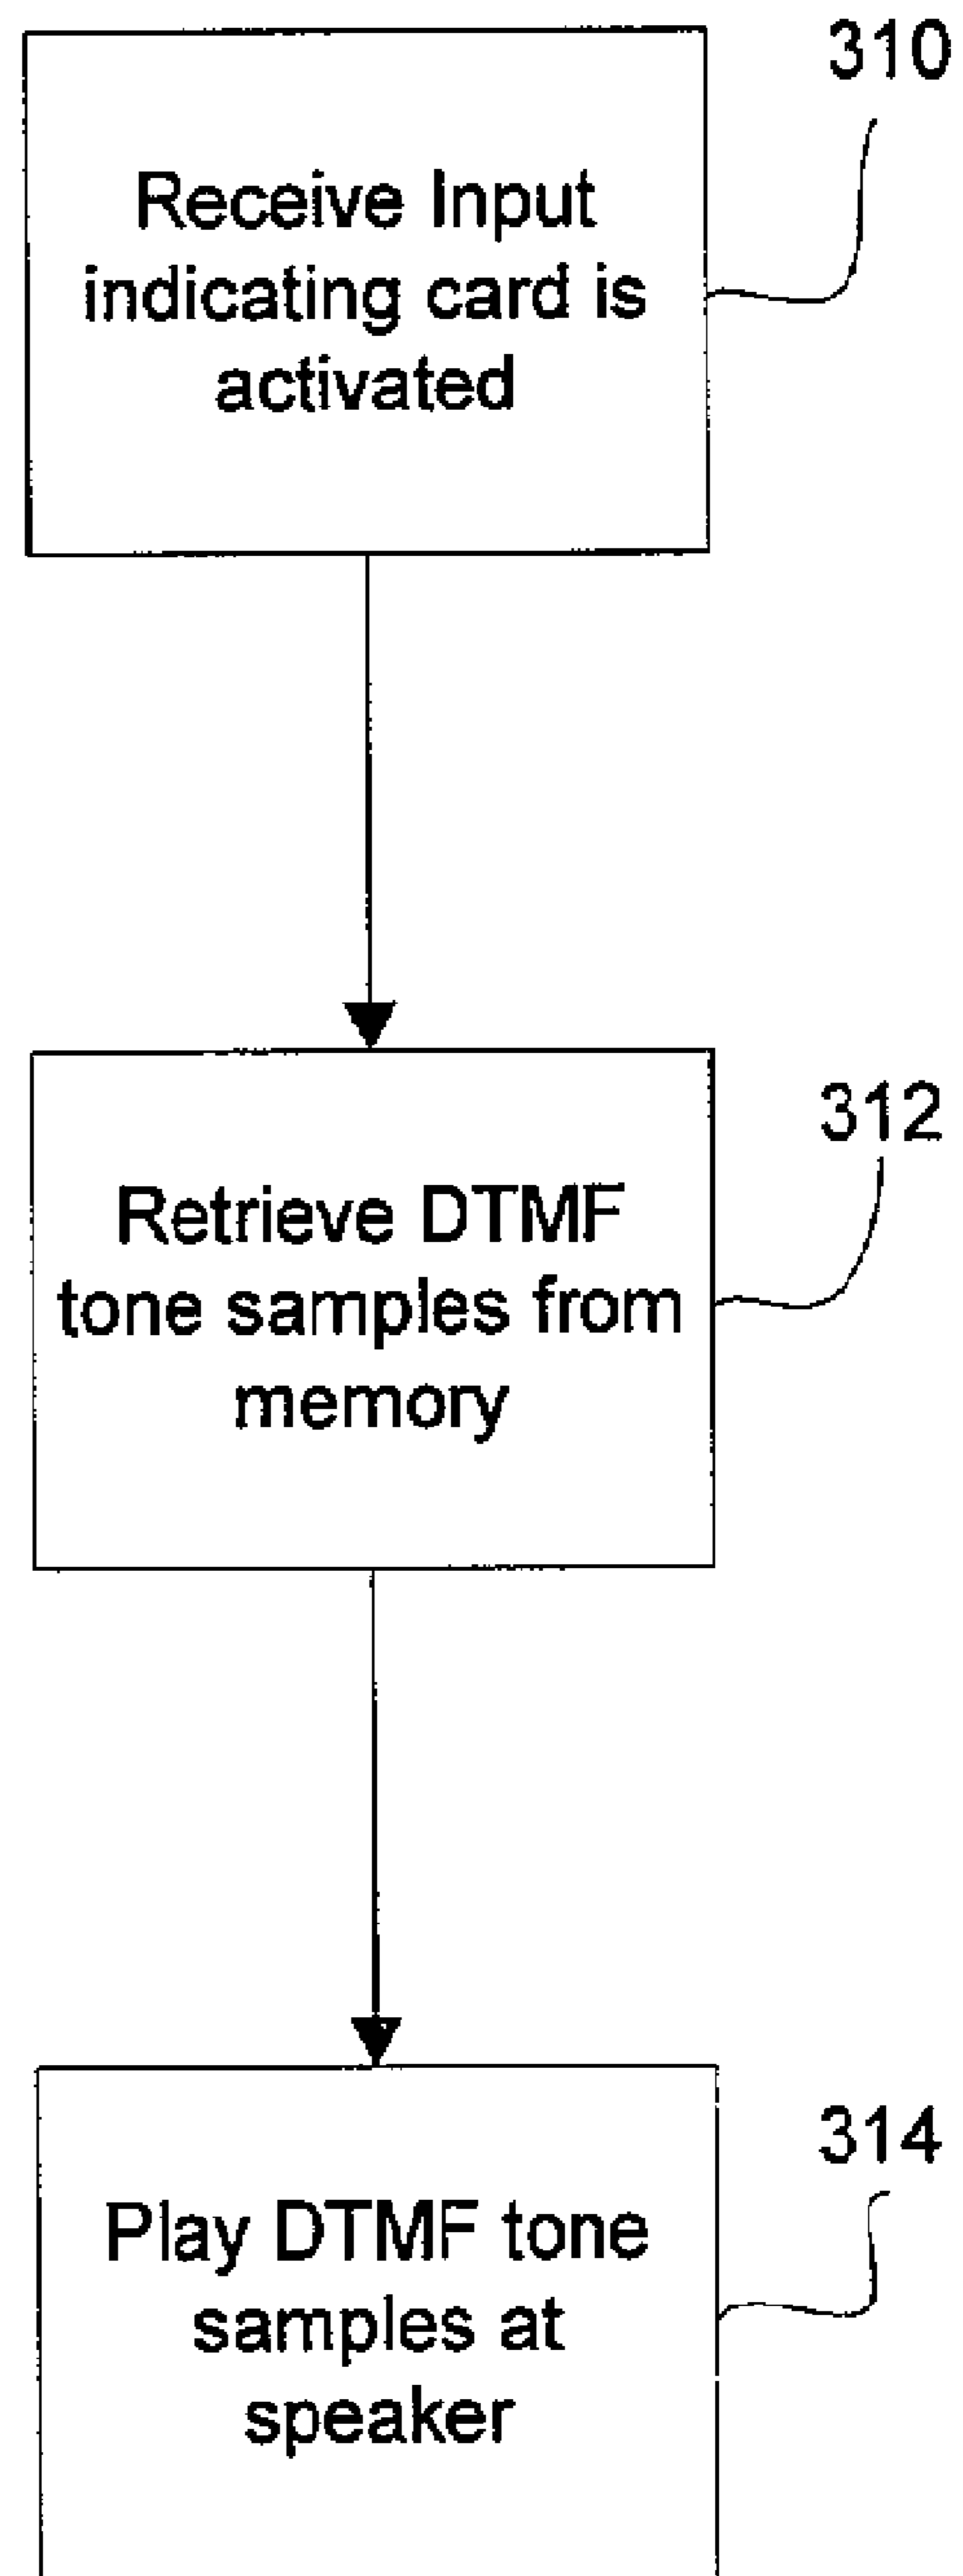 310
Receive Input
indicating card is
activated
312
Retrieve DTMF
tone samples from
memory
314
Play DTMF tone
samples at
speaker